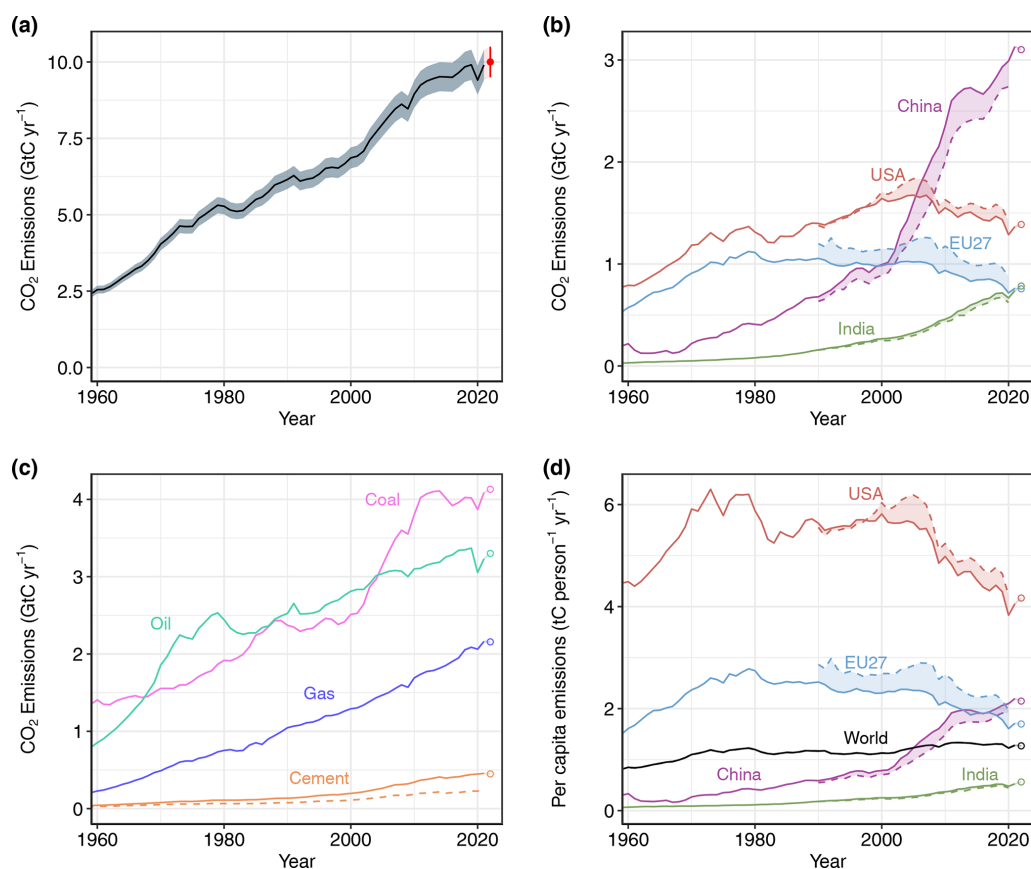 (a)
CO₂ Emissions (GtC yr⁻¹)
10.0
7.5
5.0
2.5
0.0
1960 1980 2000 2020
Year
(b)
CO₂ Emissions (GtC yr⁻¹)
3
2
1
0
China
USA
EU27
India
1960 1980 2000 2020
Year
(c)
CO₂ Emissions (GtC yr⁻¹)
4
3
2
1
0
Coal
Oil
Gas
Cement
1960 1980 2000 2020
Year
(d)
Per capita emissions (tC person⁻¹ yr⁻¹)
6
4
2
0
USA
EU27
World
China
India
1960 1980 2000 2020
Year